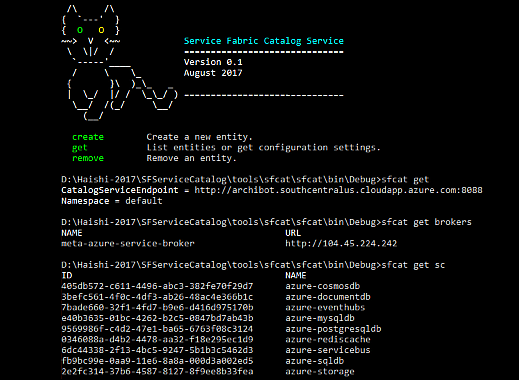 Service Fabric Catalog Service
------------------------------
Version 0.1
August 2017
------------------------------
create Create a new entity.
get List entities or get configuration settings.
remove Remove an entity.
D:\Haishi-2017\SFServiceCatalog\tools\sfcat\sfcat\bin\Debug>sfcat get
CatalogServiceEndpoint = http://archibot.southcentralus.cloudapp.azure.com:8088
Namespace = default
D:\Haishi-2017\SFServiceCatalog\tools\sfcat\sfcat\bin\Debug>sfcat get brokers
NAME URL
meta-azure-service-broker http://104.45.224.242
D:\Haishi-2017\SFServiceCatalog\tools\sfcat\sfcat\bin\Debug>sfcat get sc
ID NAME
405db572-c611-4496-abc3-382fe70f29d7 azure-cosmosdb
3befc561-4f0c-4df3-ab26-48ac4e366b1c azure-documentdb
7bade660-32f1-4fd7-b9e6-d416d975170b azure-eventhubs
e40b3635-01bc-4262-b2c5-0847bd7ab43b azure-mysqldb
9569986f-c4d2-47e1-ba65-6763f08c3124 azure-postgresqldb
0346088a-d4b2-4478-aa32-f18e295ec1d9 azure-rediscache
6dc44338-2f13-4bc5-9247-5b1b3c5462d3 azure-servicebus
fb9bc99e-0aa9-11e6-8a8a-000d3a002ed5 azure-sqldb
2e2fc314-37b6-4587-8127-8f9ee8b33fea azure-storage